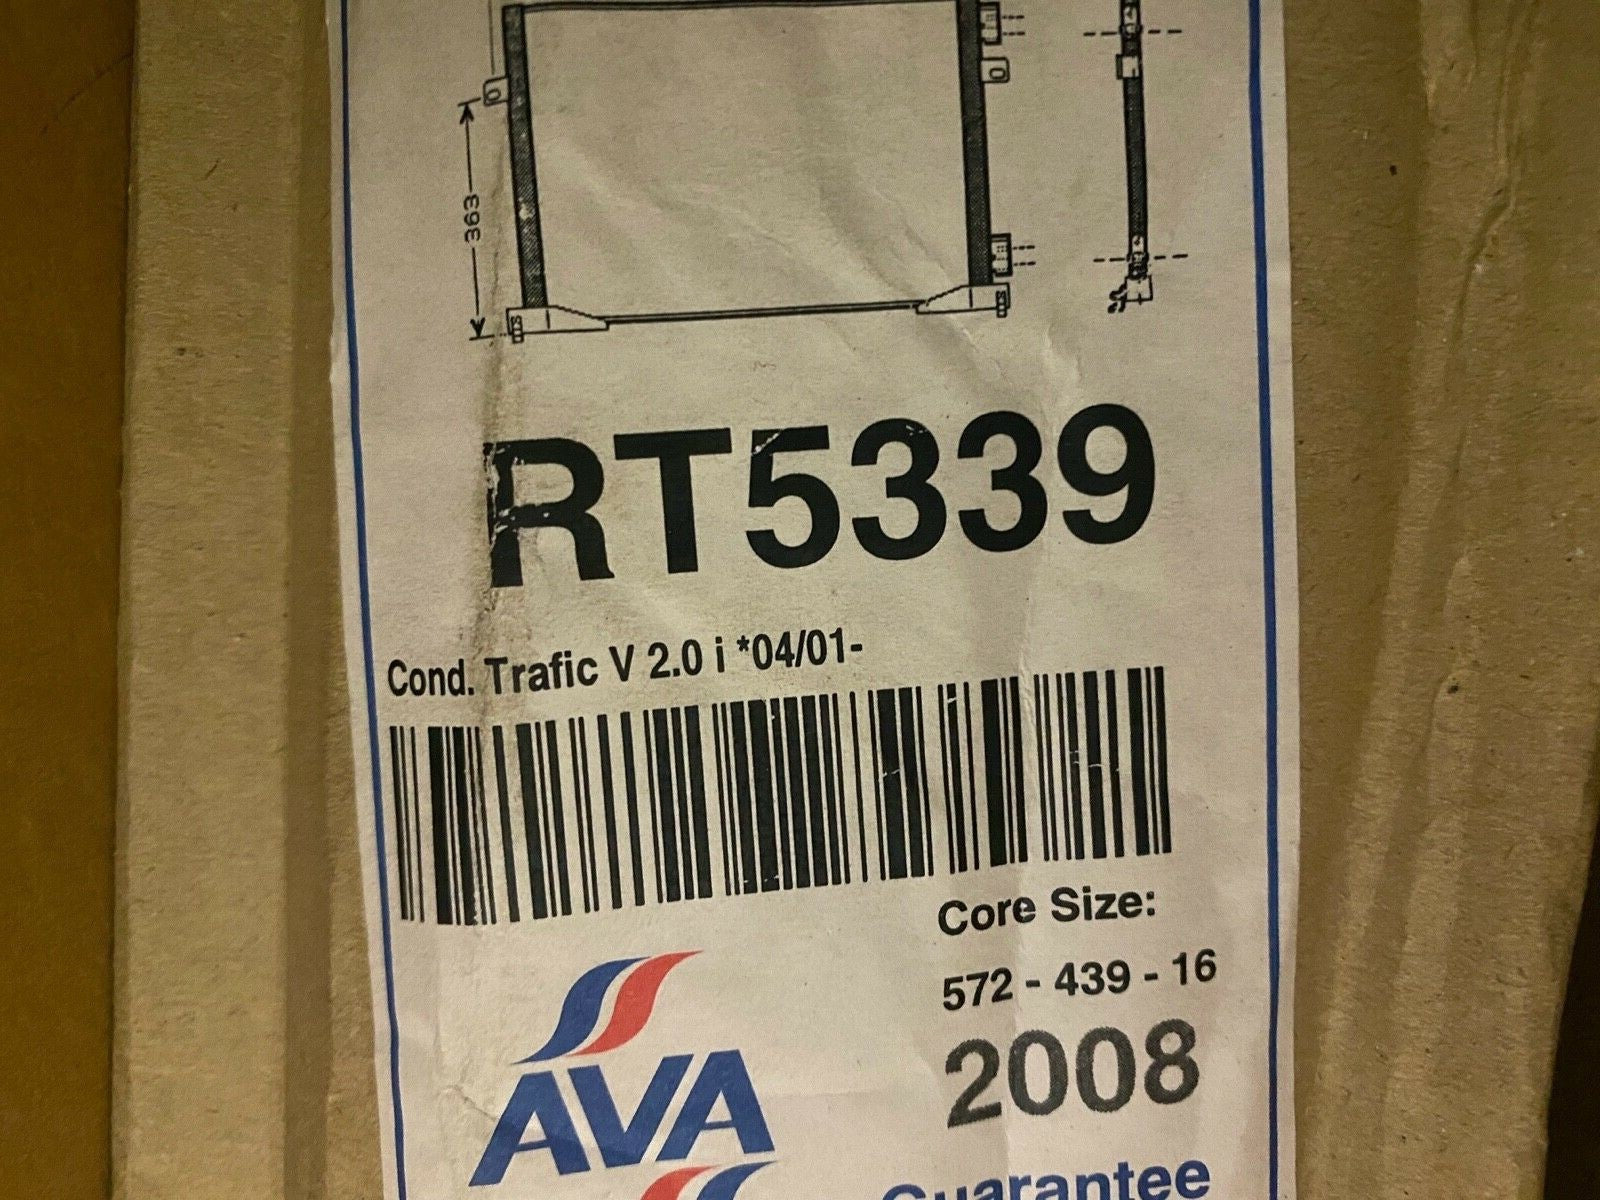 363
RT5339
Cond. Trafic V 2.0 i *04/01-
Core Size:
572 - 439 - 16
2008
AVA
Guarantee